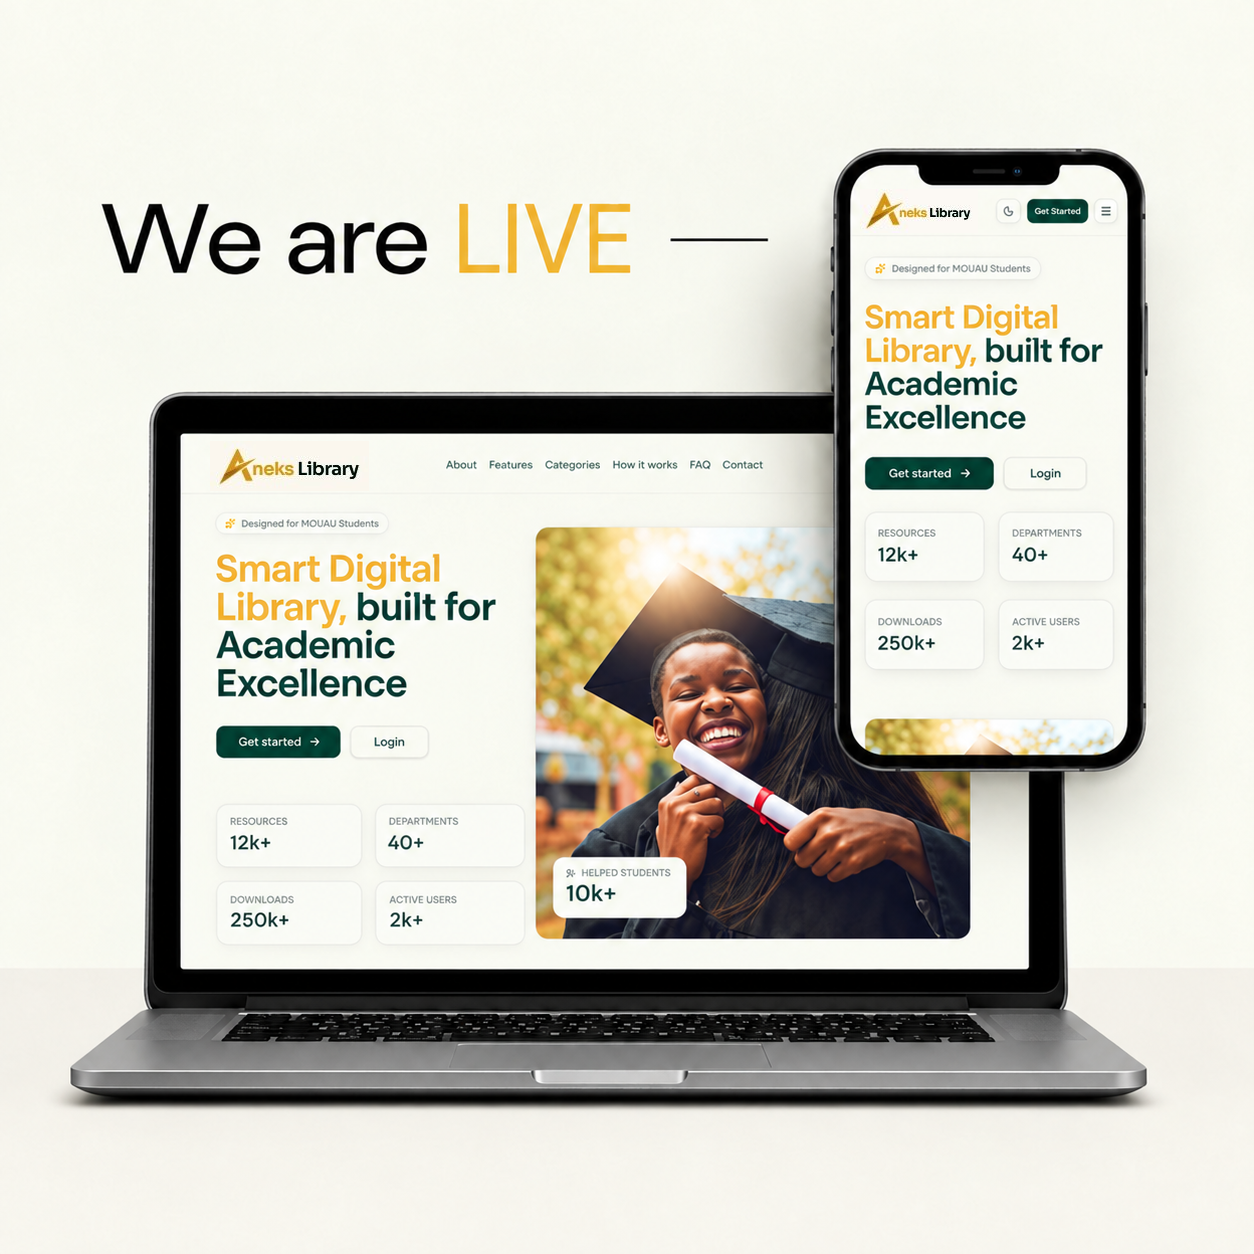 We are LIVE
Aneks Library
About Features Categories How it works FAQ Contact
Designed for MOUAU Students
Smart Digital
Library, built for
Academic
Excellence
Get started →
Login
RESOURCES
12k+
DEPARTMENTS
40+
DOWNLOADS
250k+
ACTIVE USERS
2k+
HELPED STUDENTS
10k+
Aneks Library
Get Started
Designed for MOUAU Students
Smart Digital
Library, built for
Academic
Excellence
Get started →
Login
RESOURCES
12k+
DEPARTMENTS
40+
DOWNLOADS
250k+
ACTIVE USERS
2k+